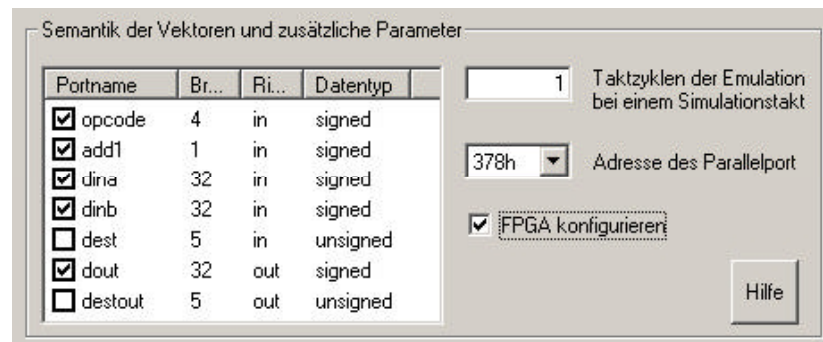 Semantik der Vektoren und zusätzliche Parameter
Portname Br... Ri... Datentyp
opcode 4 in signed
add1 1 in signed
dina 32 in signed
dinb 32 in signed
dest 5 in unsigned
dout 32 out signed
destout 5 out unsigned
1 Taktzyklen der Emulation
bei einem Simulationstakt
378h Adresse des Parallelport
FPGA konfigurieren
Hilfe